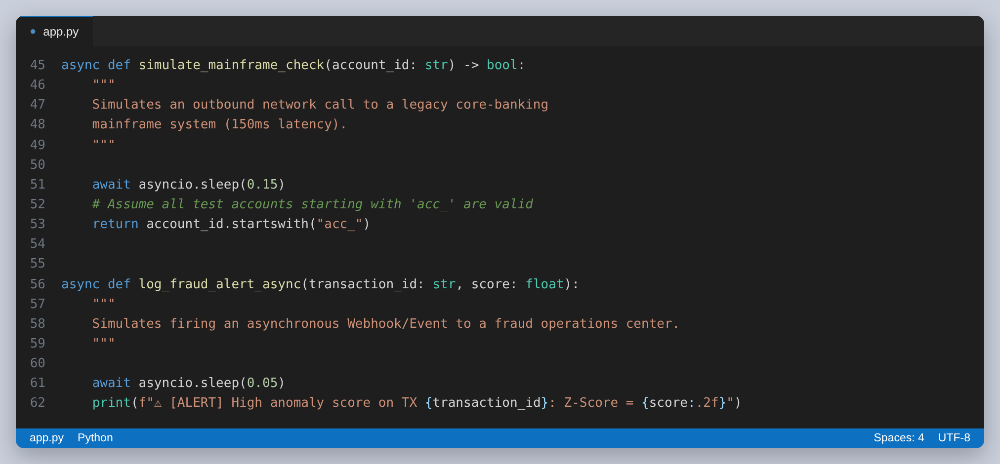 app.py
45 async def simulate_mainframe_check(account_id: str) -> bool:
46     """
47     Simulates an outbound network call to a legacy core-banking
48     mainframe system (150ms latency).
49     """
50
51     await asyncio.sleep(0.15)
52     # Assume all test accounts starting with 'acc_' are valid
53     return account_id.startswith("acc_")
54
55
56 async def log_fraud_alert_async(transaction_id: str, score: float):
57     """
58     Simulates firing an asynchronous Webhook/Event to a fraud operations center.
59     """
60
61     await asyncio.sleep(0.05)
62     print(f"⚠ [ALERT] High anomaly score on TX {transaction_id}: Z-Score = {score:.2f}")
app.py Python Spaces: 4 UTF-8